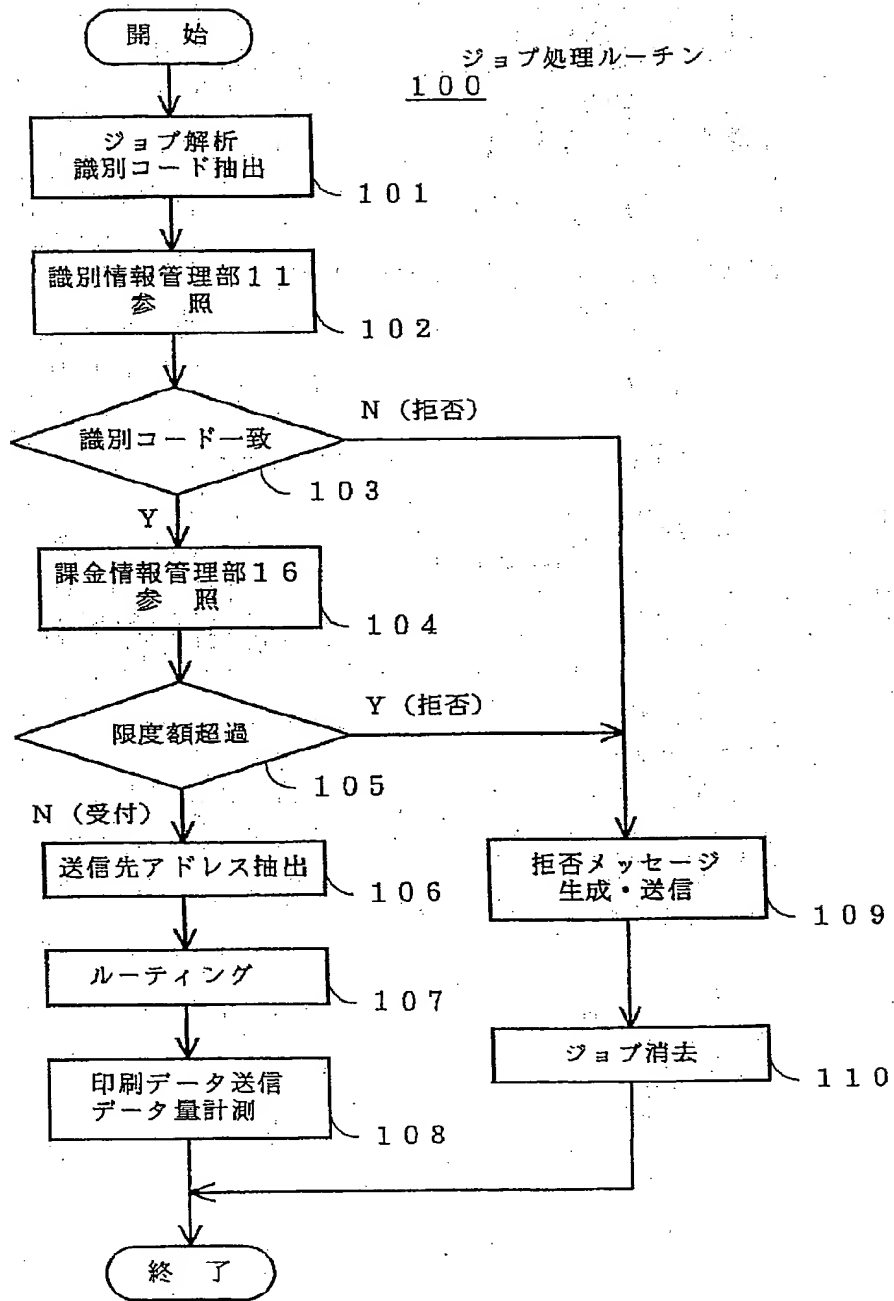 開 始
ジョブ処理ルーチン
100
ジョブ解析
識別コード抽出
101
識別情報管理部11
参 照
102
N(拒否)
識別コード一致
103
Y
課金情報管理部16
参 照
104
Y(拒否)
限度額超過
105
N(受付)
送信先アドレス抽出
106
拒否メッセージ
生成・送信
109
ルーティング
107
ジョブ消去
110
印刷データ送信
データ量計測
108
終 了